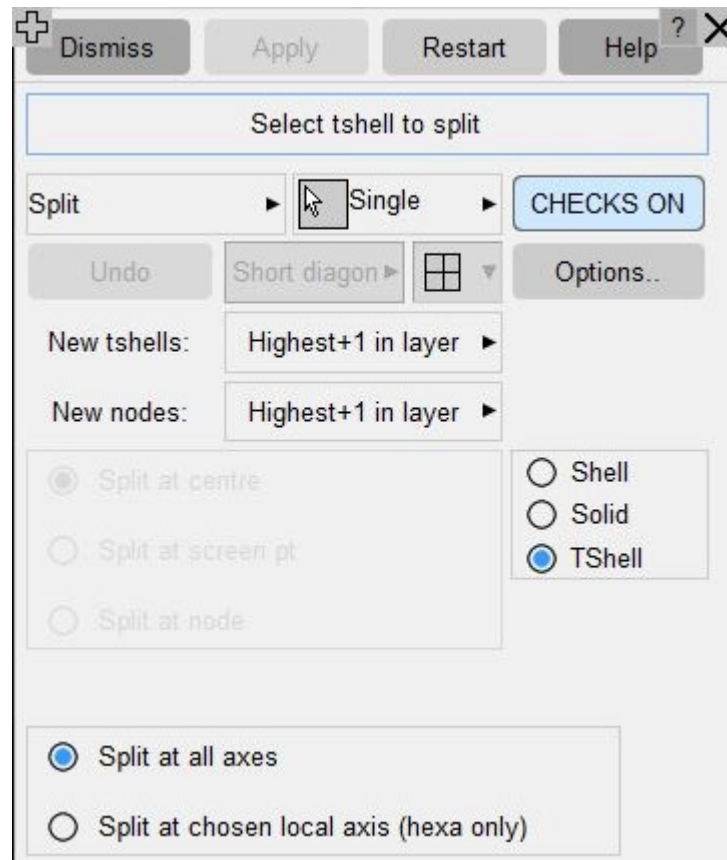 Dismiss Apply Restart Help ? X
Select tshell to split
Split Single CHECKS ON
Undo Short diagon Options..
New tshells: Highest+1 in layer
New nodes: Highest+1 in layer
Split at centre
Split at screen pt
Split at node
Shell
Solid
TShell
Split at all axes
Split at chosen local axis (hexa only)